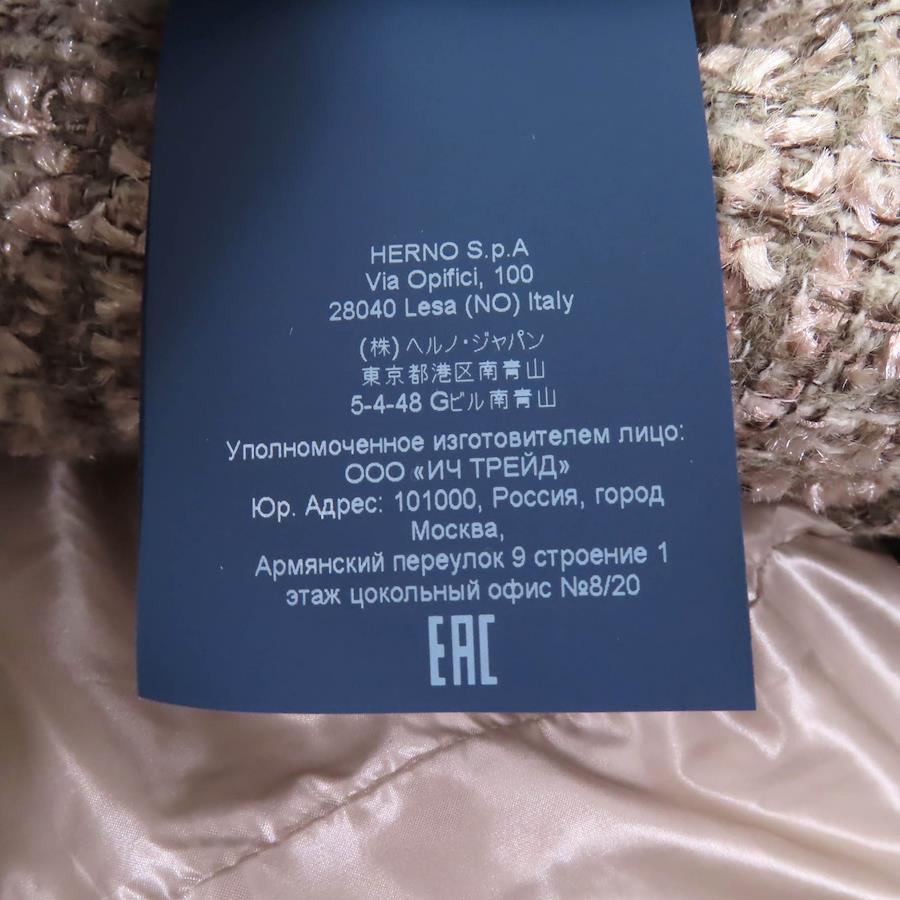 HERNO S.p.A
Via Opifici, 100
28040 Lesa (NO) Italy
(株) ヘルノ・ジャパン
東京都港区南青山
5-4-48 Gビル南青山
Уполномоченное изготовителем лицо:
ООО «ИЧ ТРЕЙД»
Юр. Адрес: 101000, Россия, город
Москва,
Армянский переулок 9 строение 1
этаж цокольный офис №8/20
EAC